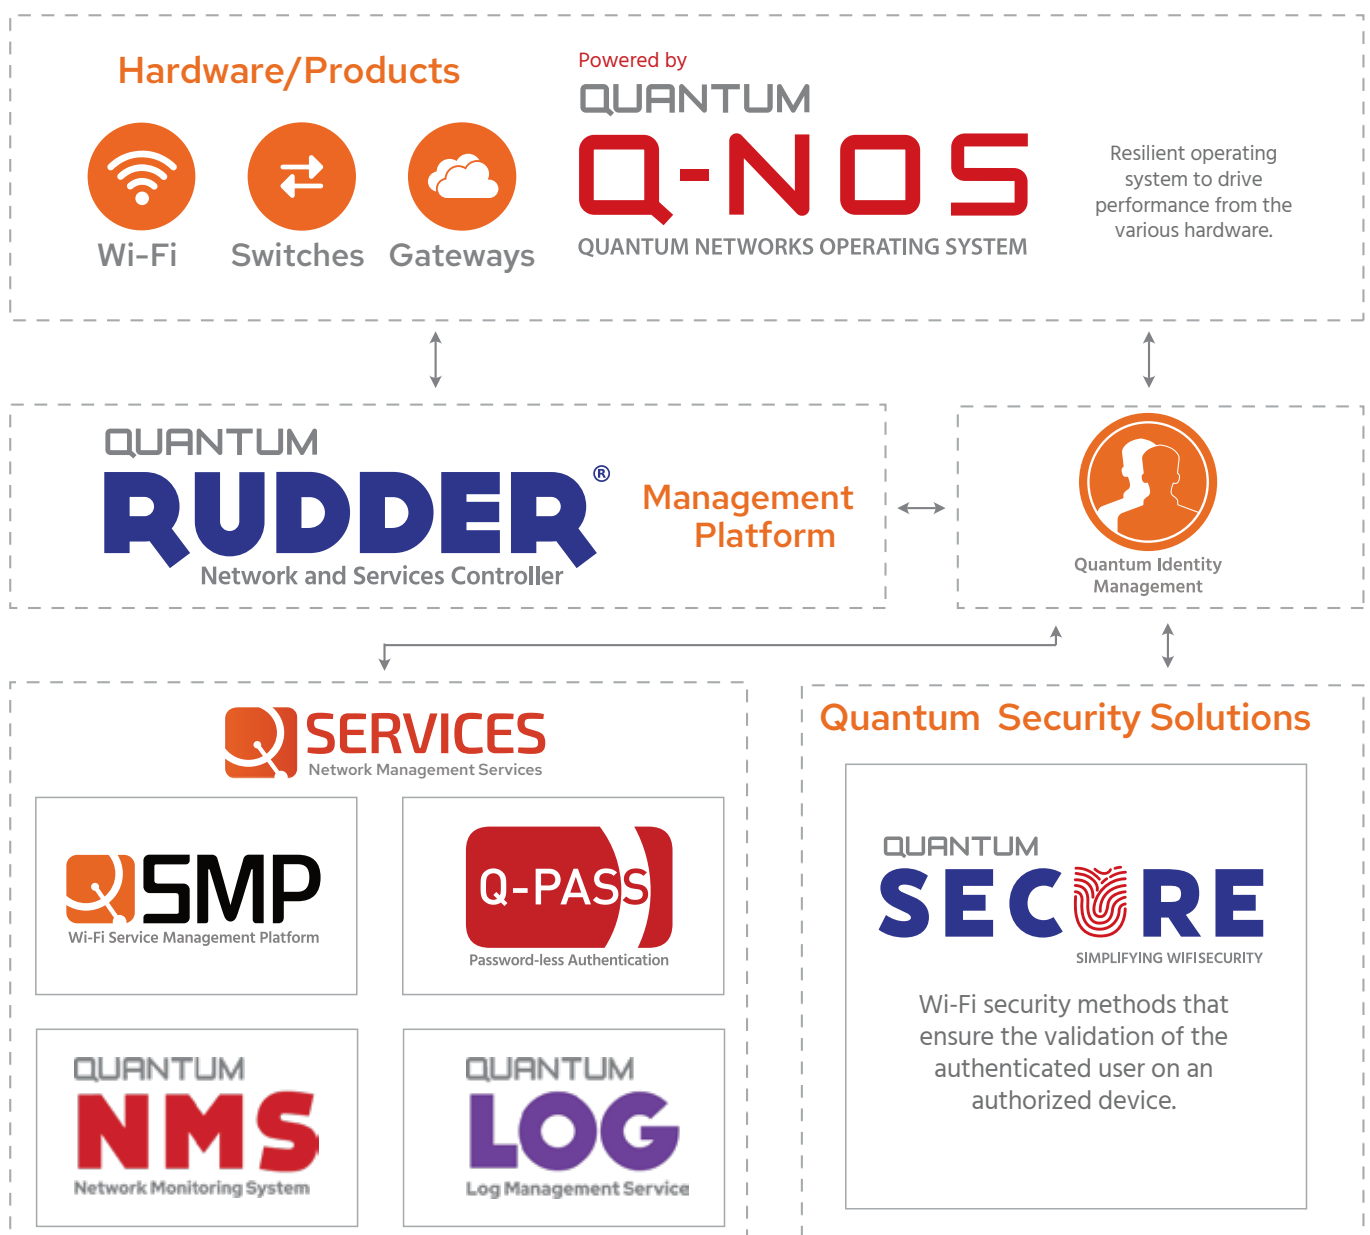 Hardware/Products
Wi-Fi
Switches
Gateways
Powered by
QUANTUM
Q-NOS
QUANTUM NETWORKS OPERATING SYSTEM
Resilient operating
system to drive
performance from the
various hardware.
QUANTUM
RUDDER®
Network and Services Controller
Management
Platform
Quantum Identity
Management
Q SERVICES
Network Management Services
QSMP
Wi-Fi Service Management Platform
Q-PASS
Password-less Authentication
QUANTUM
NMS
Network Monitoring System
QUANTUM
LOG
Log Management Service
Quantum Security Solutions
QUANTUM
SECURE
SIMPLIFYING WIFISECURITY
Wi-Fi security methods that
ensure the validation of the
authenticated user on an
authorized device.